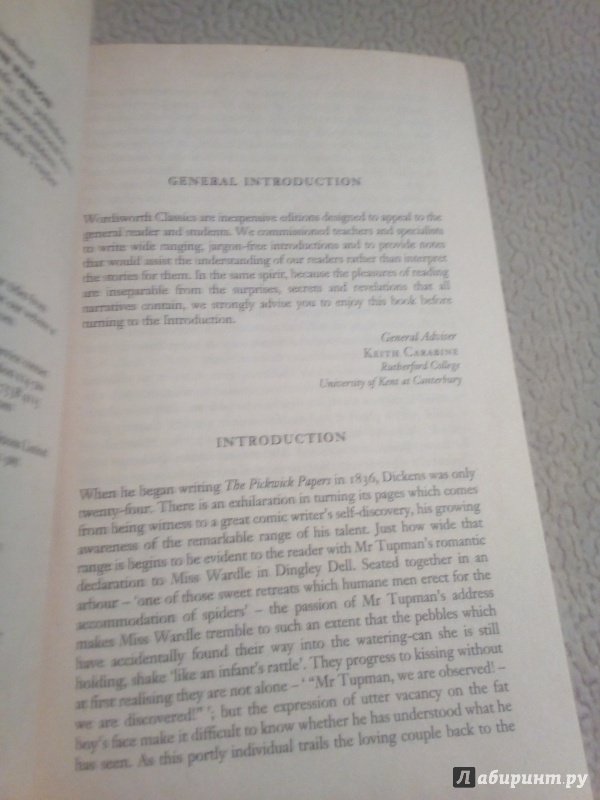 GENERAL INTRODUCTION
Wordsworth Classics are inexpensive editions designed to appeal to the
general reader and students. We commissioned teachers and specialists
to write wide ranging, jargon-free introductions and to provide notes
that would assist the understanding of our readers rather than interpret
the stories for them. In the same spirit, because the pleasures of reading
are inseparable from the surprises, secrets and revelations that all
narratives contain, we strongly advise you to enjoy this book before
turning to the Introduction.
General Adviser
KEITH CARABINE
Rutherford College
University of Kent at Canterbury
INTRODUCTION
When he began writing The Pickwick Papers in 1836, Dickens was only
twenty-four. There is an exhilaration in turning its pages which comes
from being witness to a great comic writer's self-discovery, his growing
awareness of the remarkable range of his talent. Just how wide that
range is begins to be evident to the reader with Mr Tupman's romantic
declaration to Miss Wardle in Dingley Dell. Seated together in an
arbour – 'one of those sweet retreats which humane men erect for the
accommodation of spiders' – the passion of Mr Tupman's address
makes Miss Wardle tremble to such an extent that the pebbles which
have accidentally found their way into the watering-can she is still
holding, shake 'like an infant's rattle'. They progress to kissing without
at first realising they are not alone – ' "Mr Tupman, we are observed! –
we are discovered!" '; but the expression of utter vacancy on the fat
boy's face make it difficult to know whether he has understood what he
has seen. As this portly individual trails the loving couple back to the
Лабиринт.ру